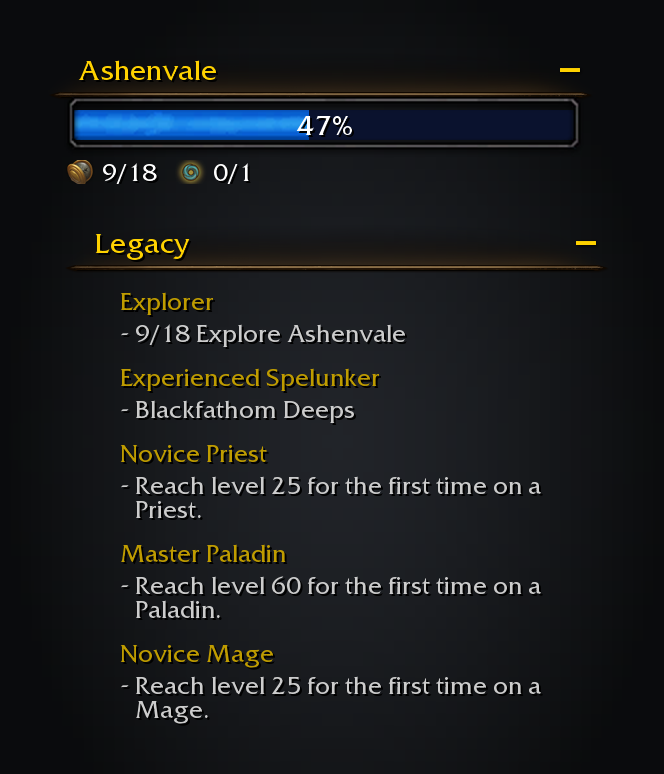 Ashenvale
47%
9/18 0/1
Legacy
Explorer
- 9/18 Explore Ashenvale
Experienced Spelunker
- Blackfathom Deeps
Novice Priest
- Reach level 25 for the first time on a
Priest.
Master Paladin
- Reach level 60 for the first time on a
Paladin.
Novice Mage
- Reach level 25 for the first time on a
Mage.